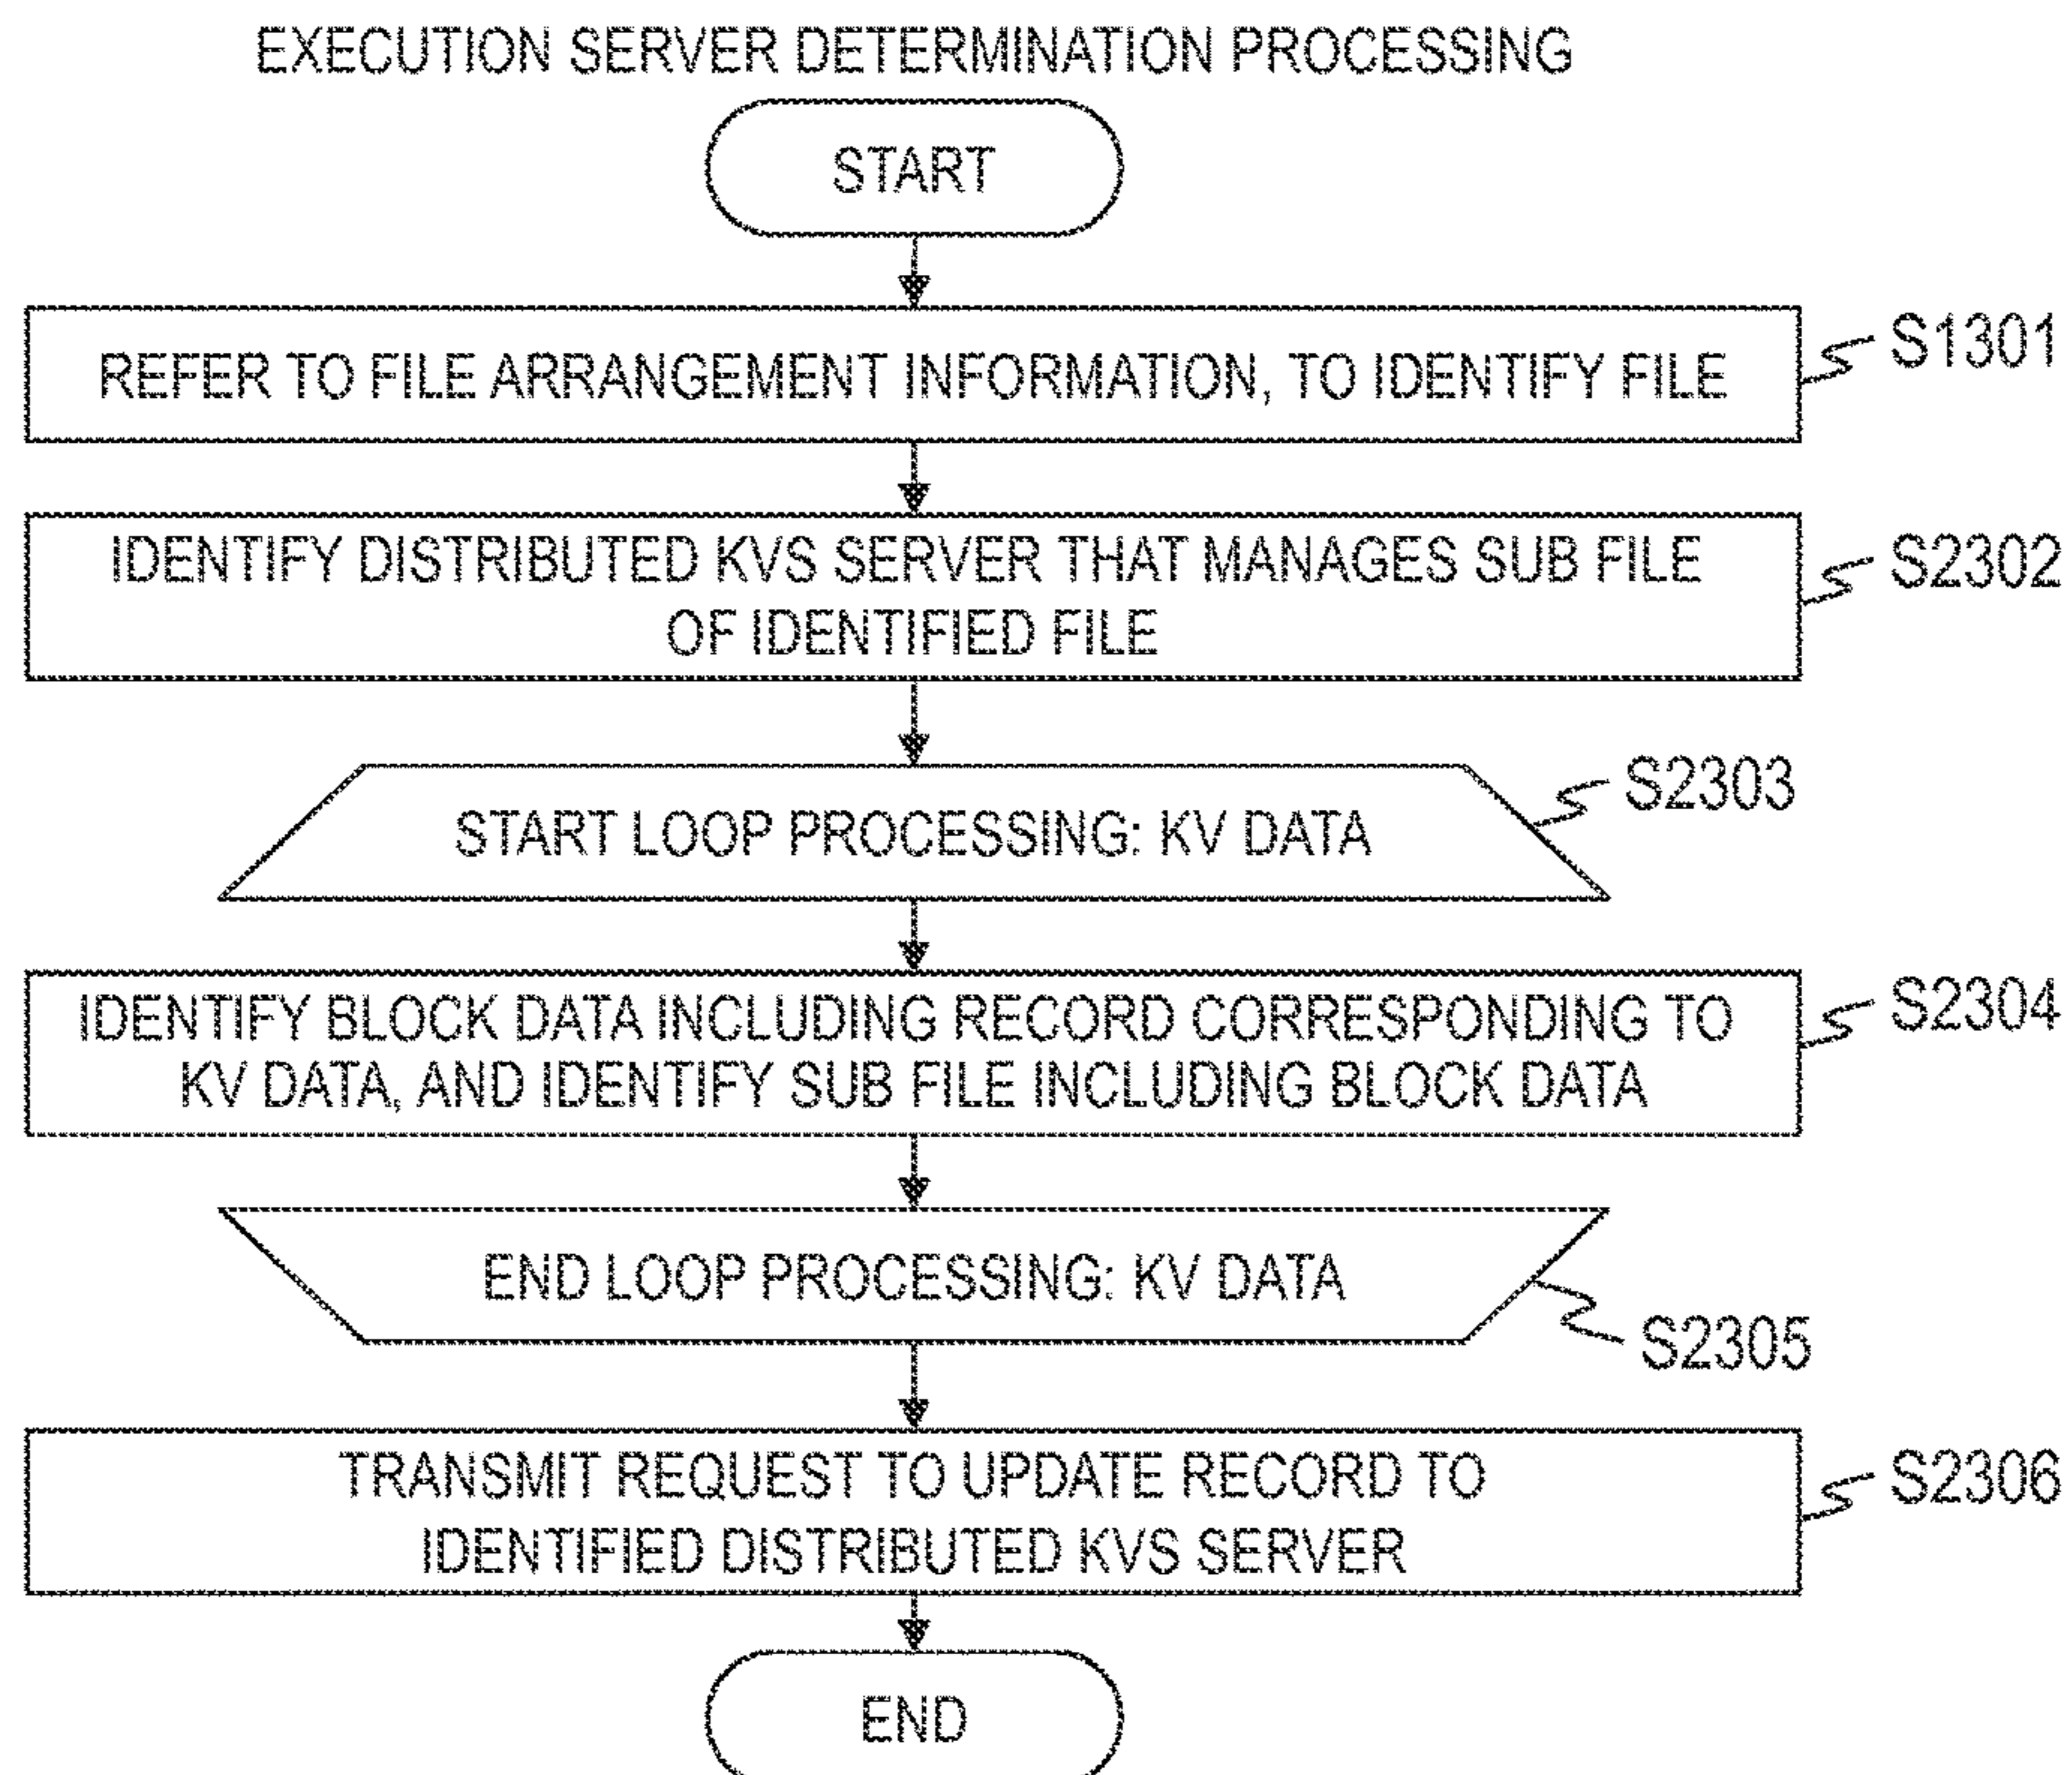 EXECUTION SERVER DETERMINATION PROCESSING
START
REFER TO FILE ARRANGEMENT INFORMATION, TO IDENTIFY FILE
S1301
IDENTIFY DISTRIBUTED KVS SERVER THAT MANAGES SUB FILE
OF IDENTIFIED FILE
S2302
START LOOP PROCESSING: KV DATA
S2303
IDENTIFY BLOCK DATA INCLUDING RECORD CORRESPONDING TO
KV DATA, AND IDENTIFY SUB FILE INCLUDING BLOCK DATA
S2304
END LOOP PROCESSING: KV DATA
S2305
TRANSMIT REQUEST TO UPDATE RECORD TO
IDENTIFIED DISTRIBUTED KVS SERVER
S2306
END